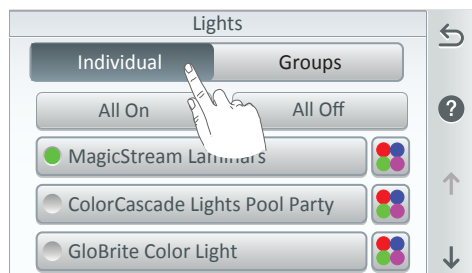 Lights
Individual Groups
All On All Off
MagicStream Laminars
ColorCascade Lights Pool Party
GloBrite Color Light
?